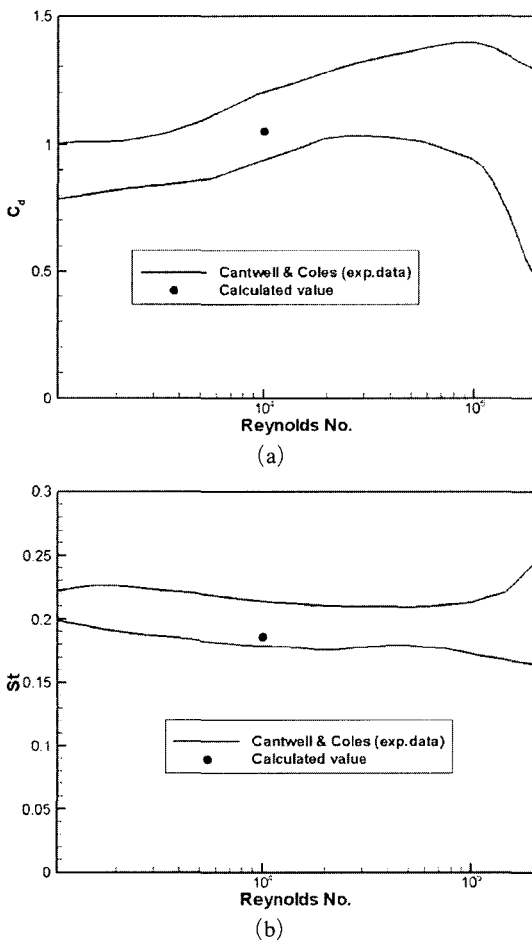 1.5
1
0.5
0
C_d
Cantwell & Coles (exp.data)
Calculated value
10⁴
10⁵
Reynolds No.
(a)
0.3
0.25
0.2
0.15
0.1
0.05
0
St
Cantwell & Coles (exp.data)
Calculated value
10⁴
10⁵
Reynolds No.
(b)